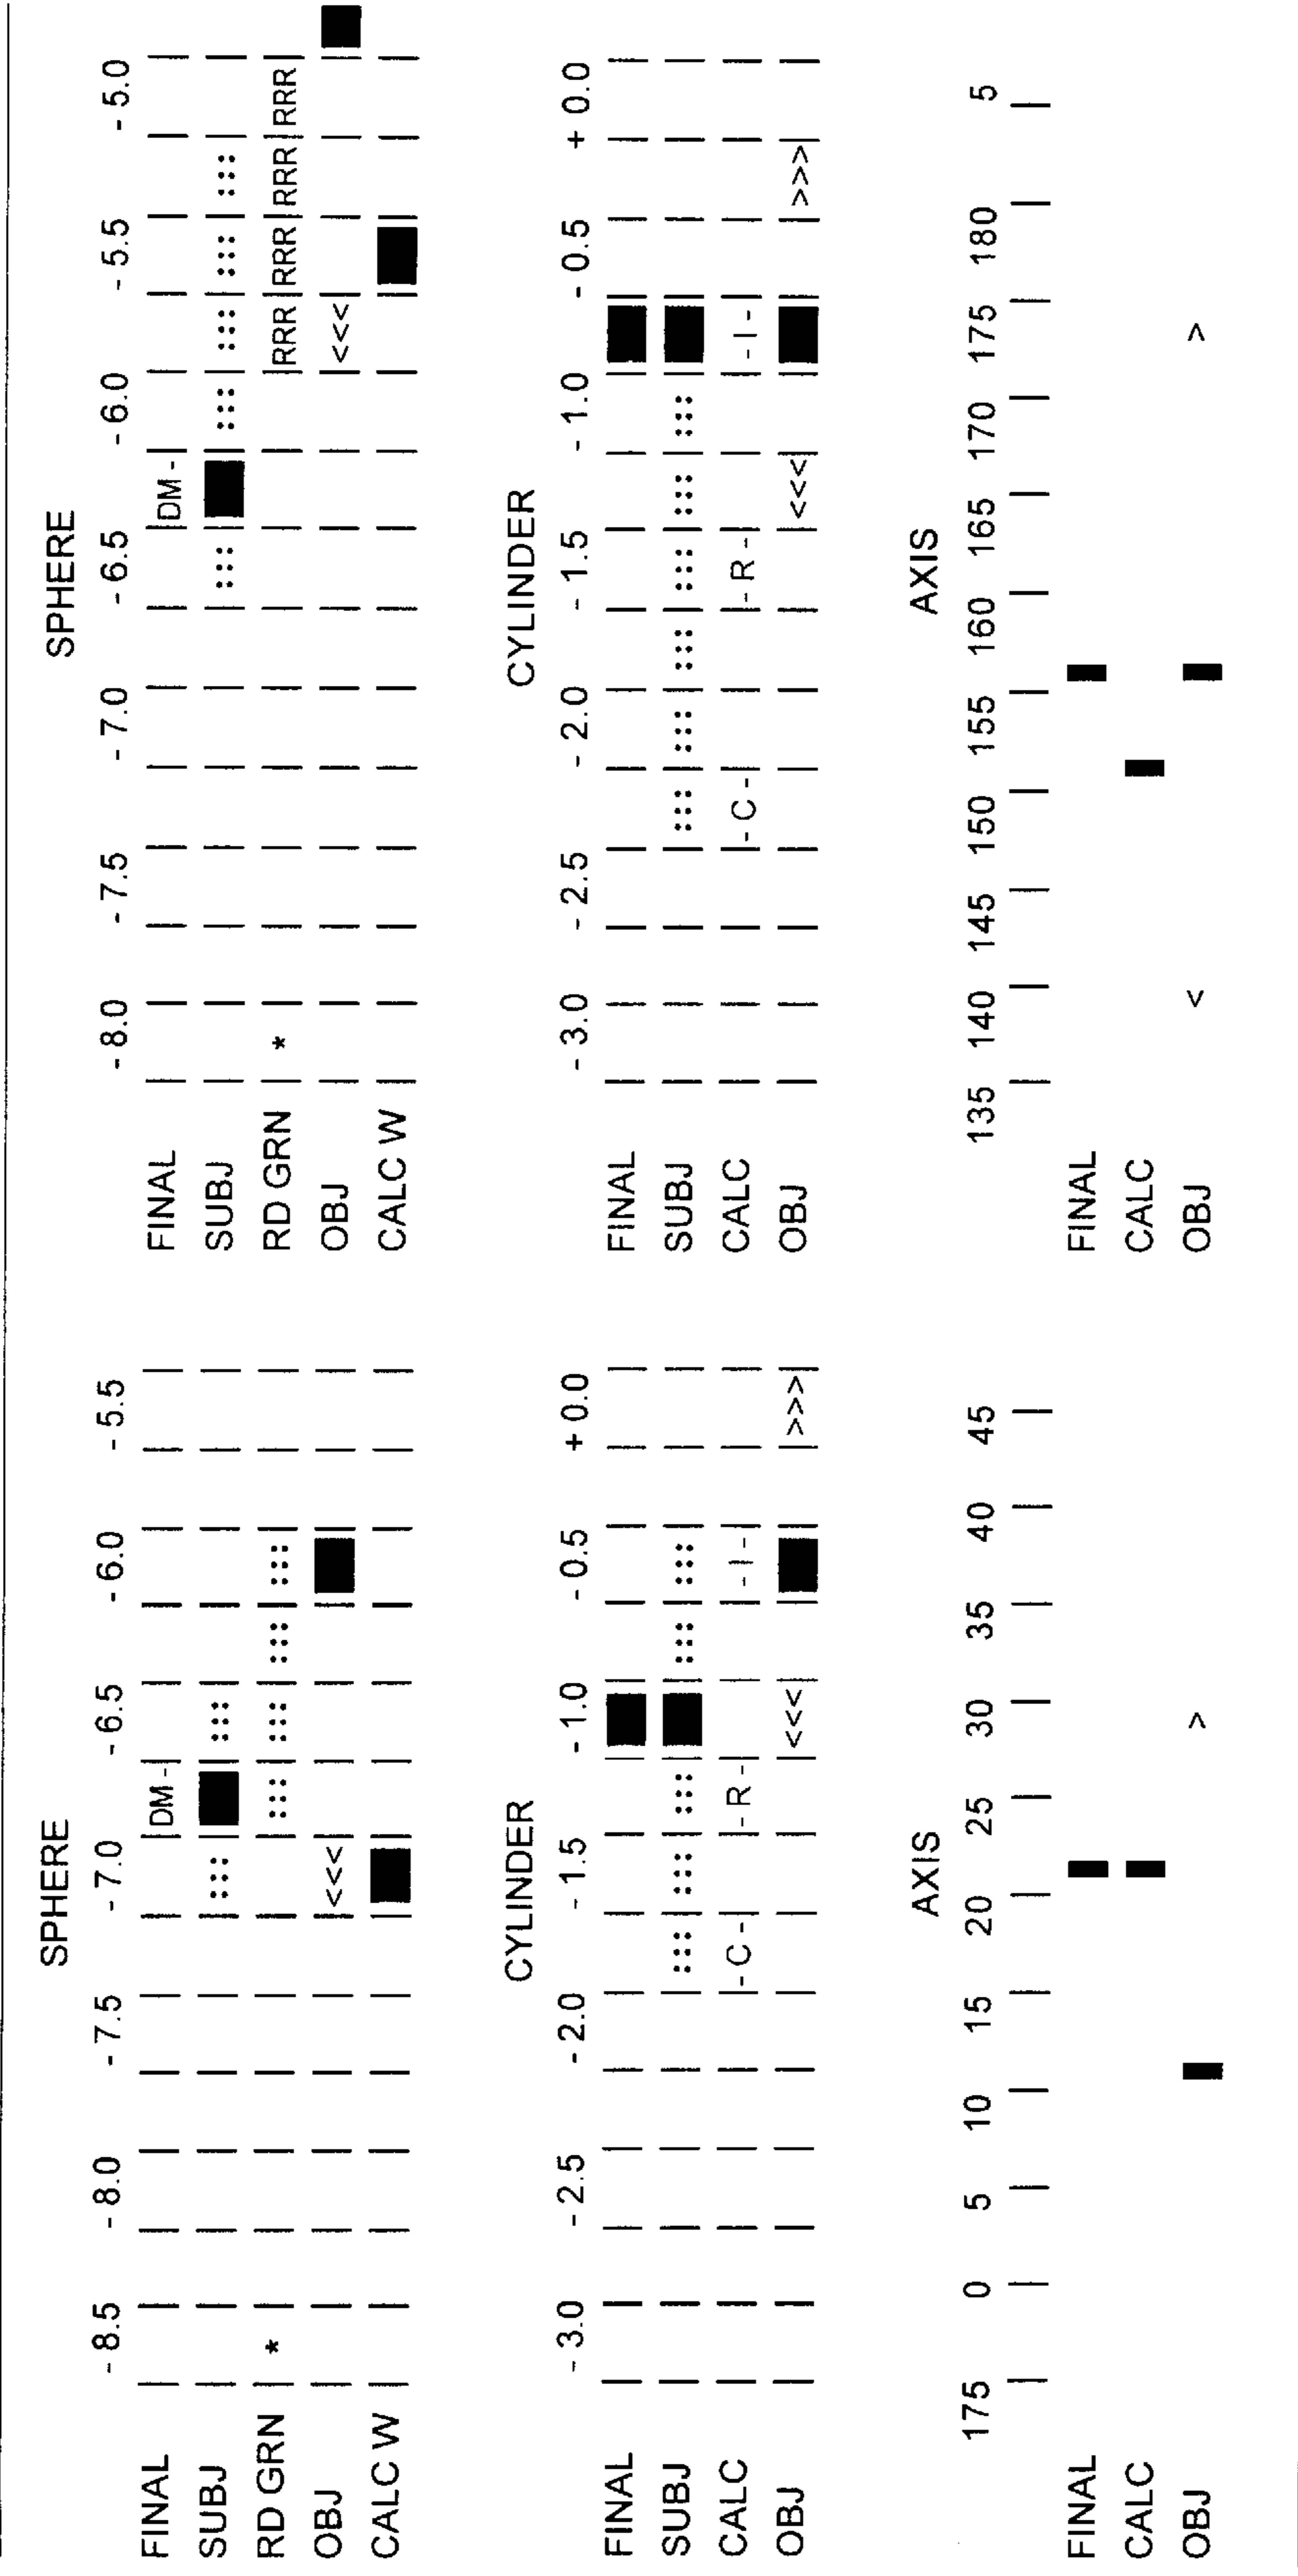 SPHERE
-8.5 -8.0 -7.5 -7.0 -6.5 -6.0 -5.5
FINAL DM-
SUBJ ::: :::
RD GRN * ::: ::: ::: :::
OBJ <<<
CALC W
CYLINDER
-3.0 -2.5 -2.0 -1.5 -1.0 -0.5 +0.0
FINAL
SUBJ ::: ::: ::: ::: :::
CALC -C- -R- -I-
OBJ <<< >>>
AXIS
175 0 5 10 15 20 25 30 35 40 45
FINAL
CALC
OBJ >
SPHERE
-8.0 -7.5 -7.0 -6.5 -6.0 -5.5 -5.0
FINAL DM-
SUBJ ::: ::: ::: ::: :::
RD GRN * RRR RRR RRR RRR
OBJ <<<
CALC W
CYLINDER
-3.0 -2.5 -2.0 -1.5 -1.0 -0.5 +0.0
FINAL
SUBJ ::: ::: ::: ::: ::: :::
CALC -C- -R- -I-
OBJ <<< >>>
AXIS
135 140 145 150 155 160 165 170 175 180 5
FINAL
CALC
OBJ < >